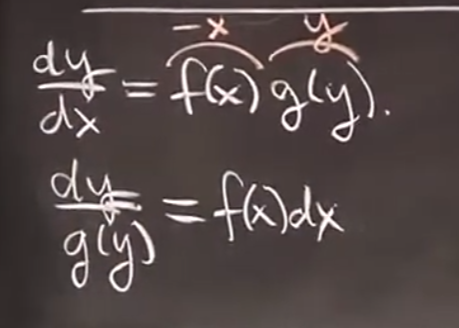 -x y
dy/dx = f(x) g(y).
dy/g(y) = f(x)dx